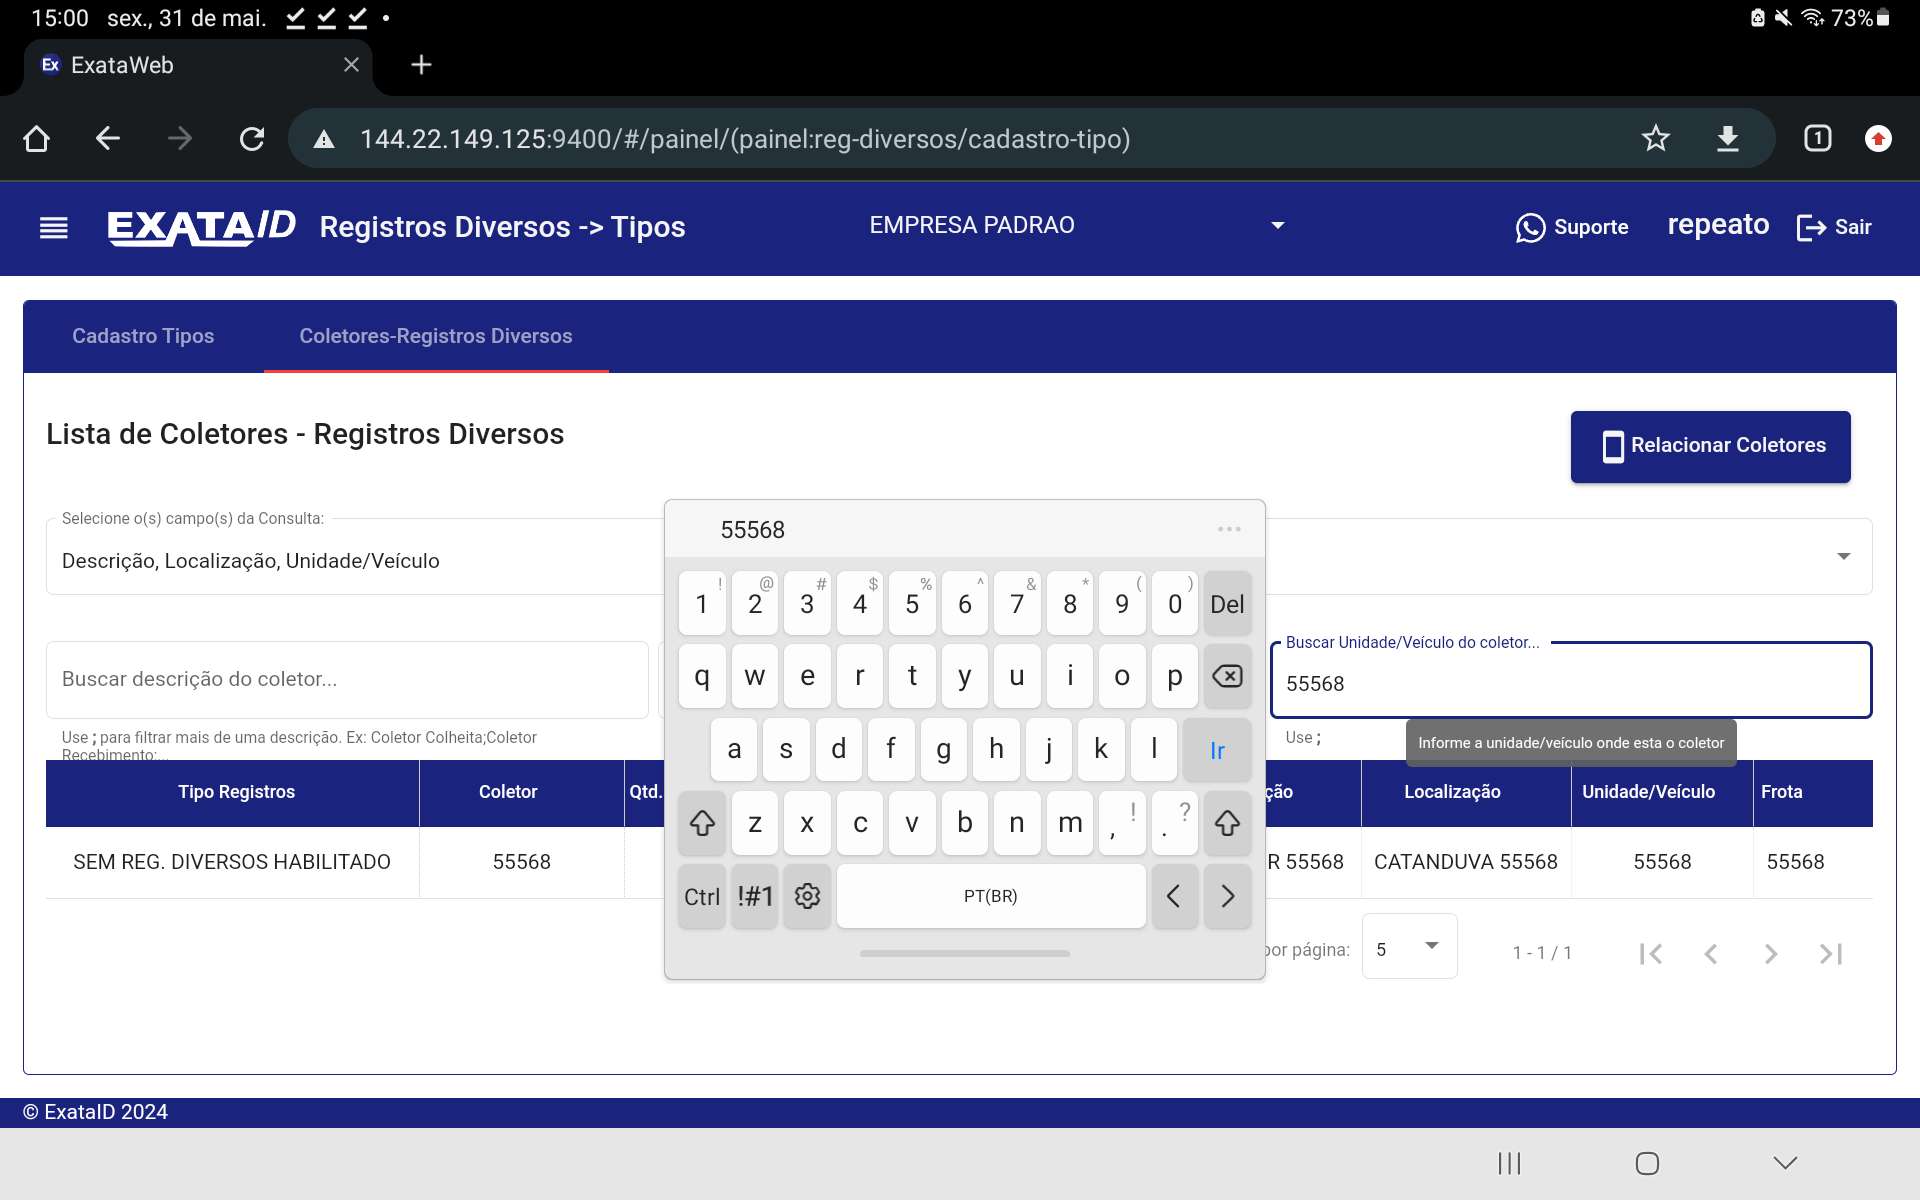 15:00 sex., 31 de mai. 73%
Ex ExataWeb
144.22.149.125:9400/#/painel/(painel:reg-diversos/cadastro-tipo) 1
EXATAID Registros Diversos -> Tipos EMPRESA PADRAO Suporte repeato Sair
Cadastro Tipos Coletores-Registros Diversos
Lista de Coletores - Registros Diversos
Relacionar Coletores
Selecione o(s) campo(s) da Consulta:
Descrição, Localização, Unidade/Veículo
Buscar descrição do coletor...
Use ; para filtrar mais de uma descrição. Ex: Coletor Colheita;Coletor
Recebimento;...
Buscar Unidade/Veículo do coletor...
55568
Use ;
Informe a unidade/veículo onde esta o coletor
Tipo Registros Coletor Qtd. ção Localização Unidade/Veículo Frota
SEM REG. DIVERSOS HABILITADO 55568 R 55568 CATANDUVA 55568 55568 55568
por página: 5 1 - 1 / 1
55568 ...
! @ # $ % ^ & * ( )
1 2 3 4 5 6 7 8 9 0 Del
q w e r t y u i o p
a s d f g h j k l Ir
z x c v b n m , ! . ?
Ctrl !#1 PT(BR)
© ExataID 2024